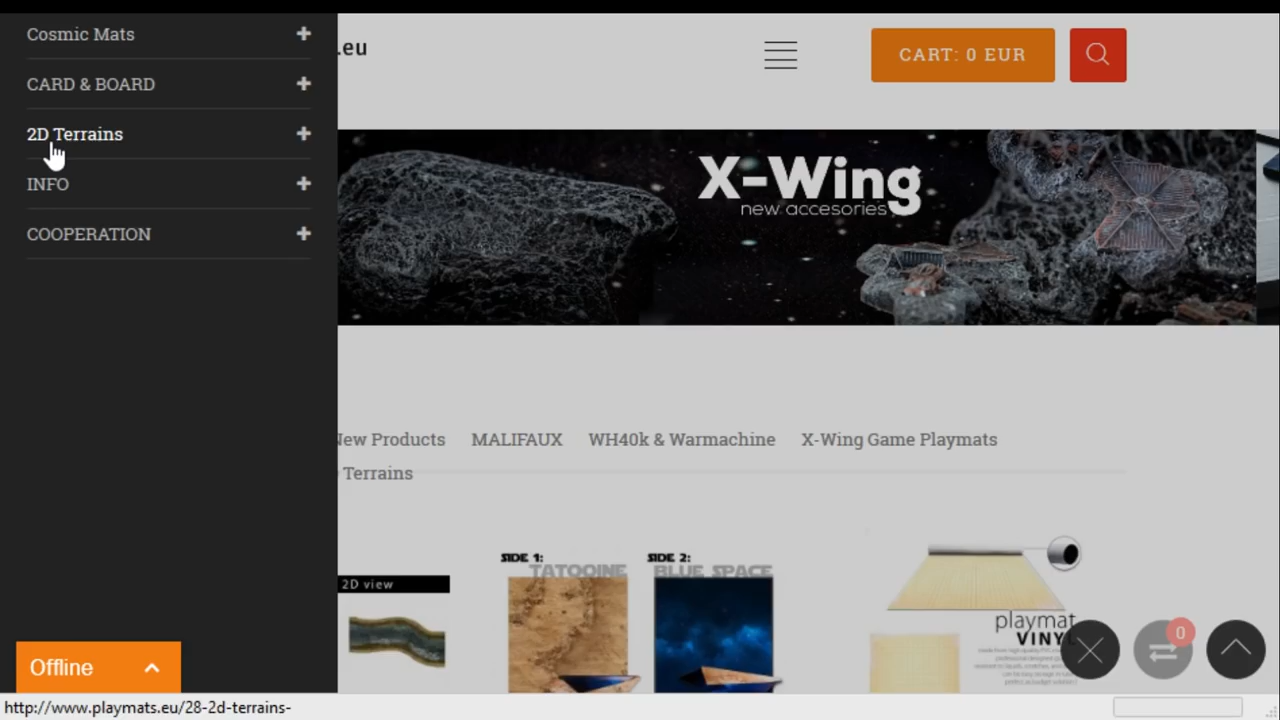 Cosmic Mats
CARD & BOARD
2D Terrains
INFO
COOPERATION
.eu
CART: 0 EUR
X-Wing
new accesories
New Products MALIFAUX WH40k & Warmachine X-Wing Game Playmats
Terrains
2D view
SIDE 1:
TATOOINE
SIDE 2:
BLUE SPACE
playmat
VINYL
0
Offline
http://www.playmats.eu/28-2d-terrains-